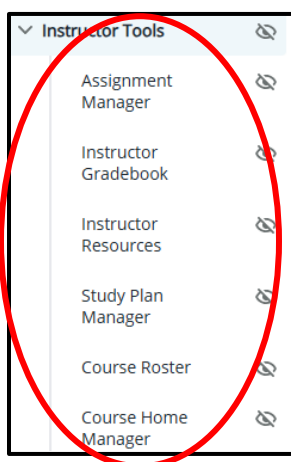 Instructor Tools
Assignment
Manager
Instructor
Gradebook
Instructor
Resources
Study Plan
Manager
Course Roster
Course Home
Manager